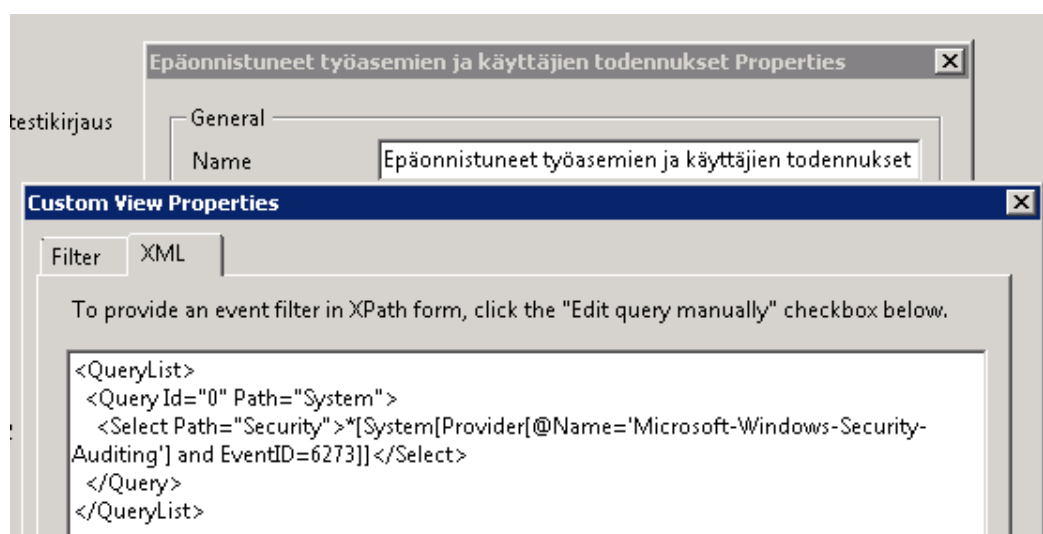 Epäonnistuneet työasemien ja käyttäjien todennukset Properties
testikirjaus
General
Name
Epäonnistuneet työasemien ja käyttäjien todennukset
Custom View Properties
Filter
XML
To provide an event filter in XPath form, click the "Edit query manually" checkbox below.
<QueryList>
<Query Id="0" Path="System">
<Select Path="Security">*[System[Provider[@Name='Microsoft-Windows-Security-
Auditing'] and EventID=6273]]</Select>
</Query>
</QueryList>